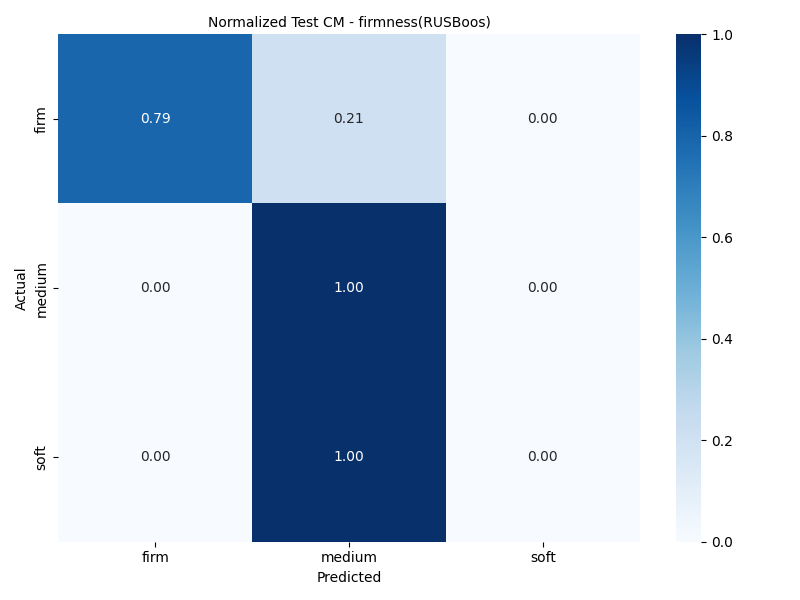 Normalized Test CM - firmness(RUSBoos)
1.0
firm
0.79
0.21
0.00
0.8
0.6
Actual
medium
0.00
1.00
0.00
0.4
soft
0.00
1.00
0.00
0.2
0.0
firm
medium
soft
Predicted